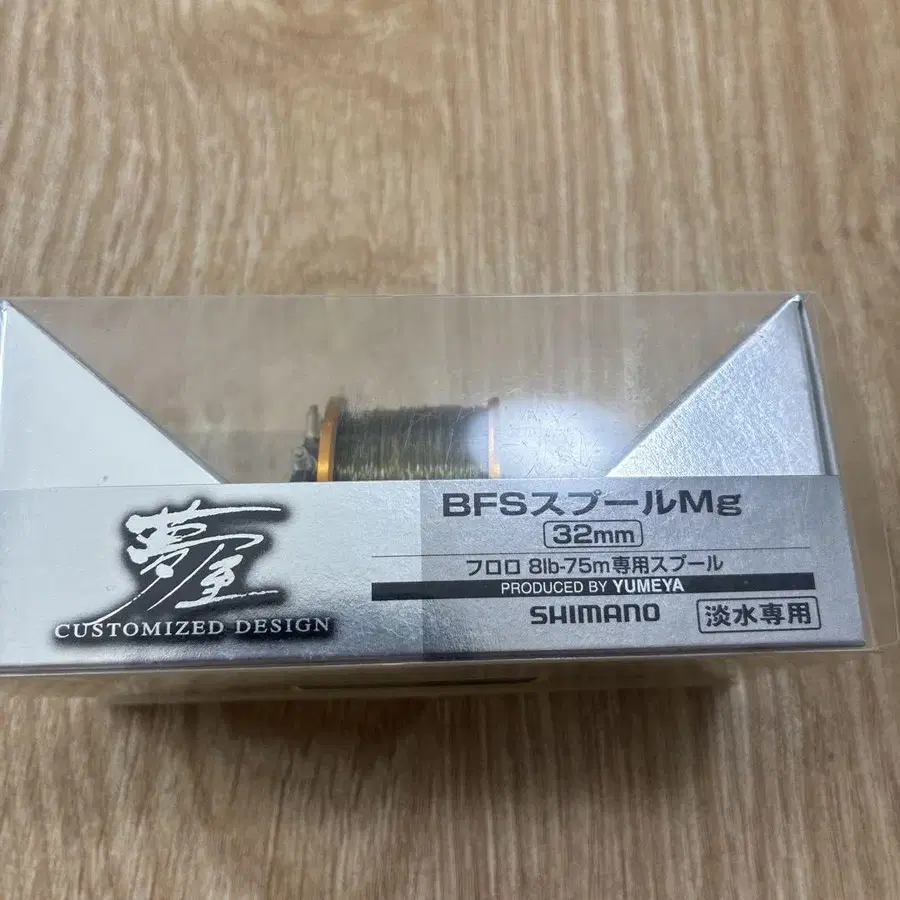 夢屋
CUSTOMIZED DESIGN
BFSスプールMg
32mm
フロロ 8lb-75m専用スプール
PRODUCED BY YUMEYA
SHIMANO
淡水専用